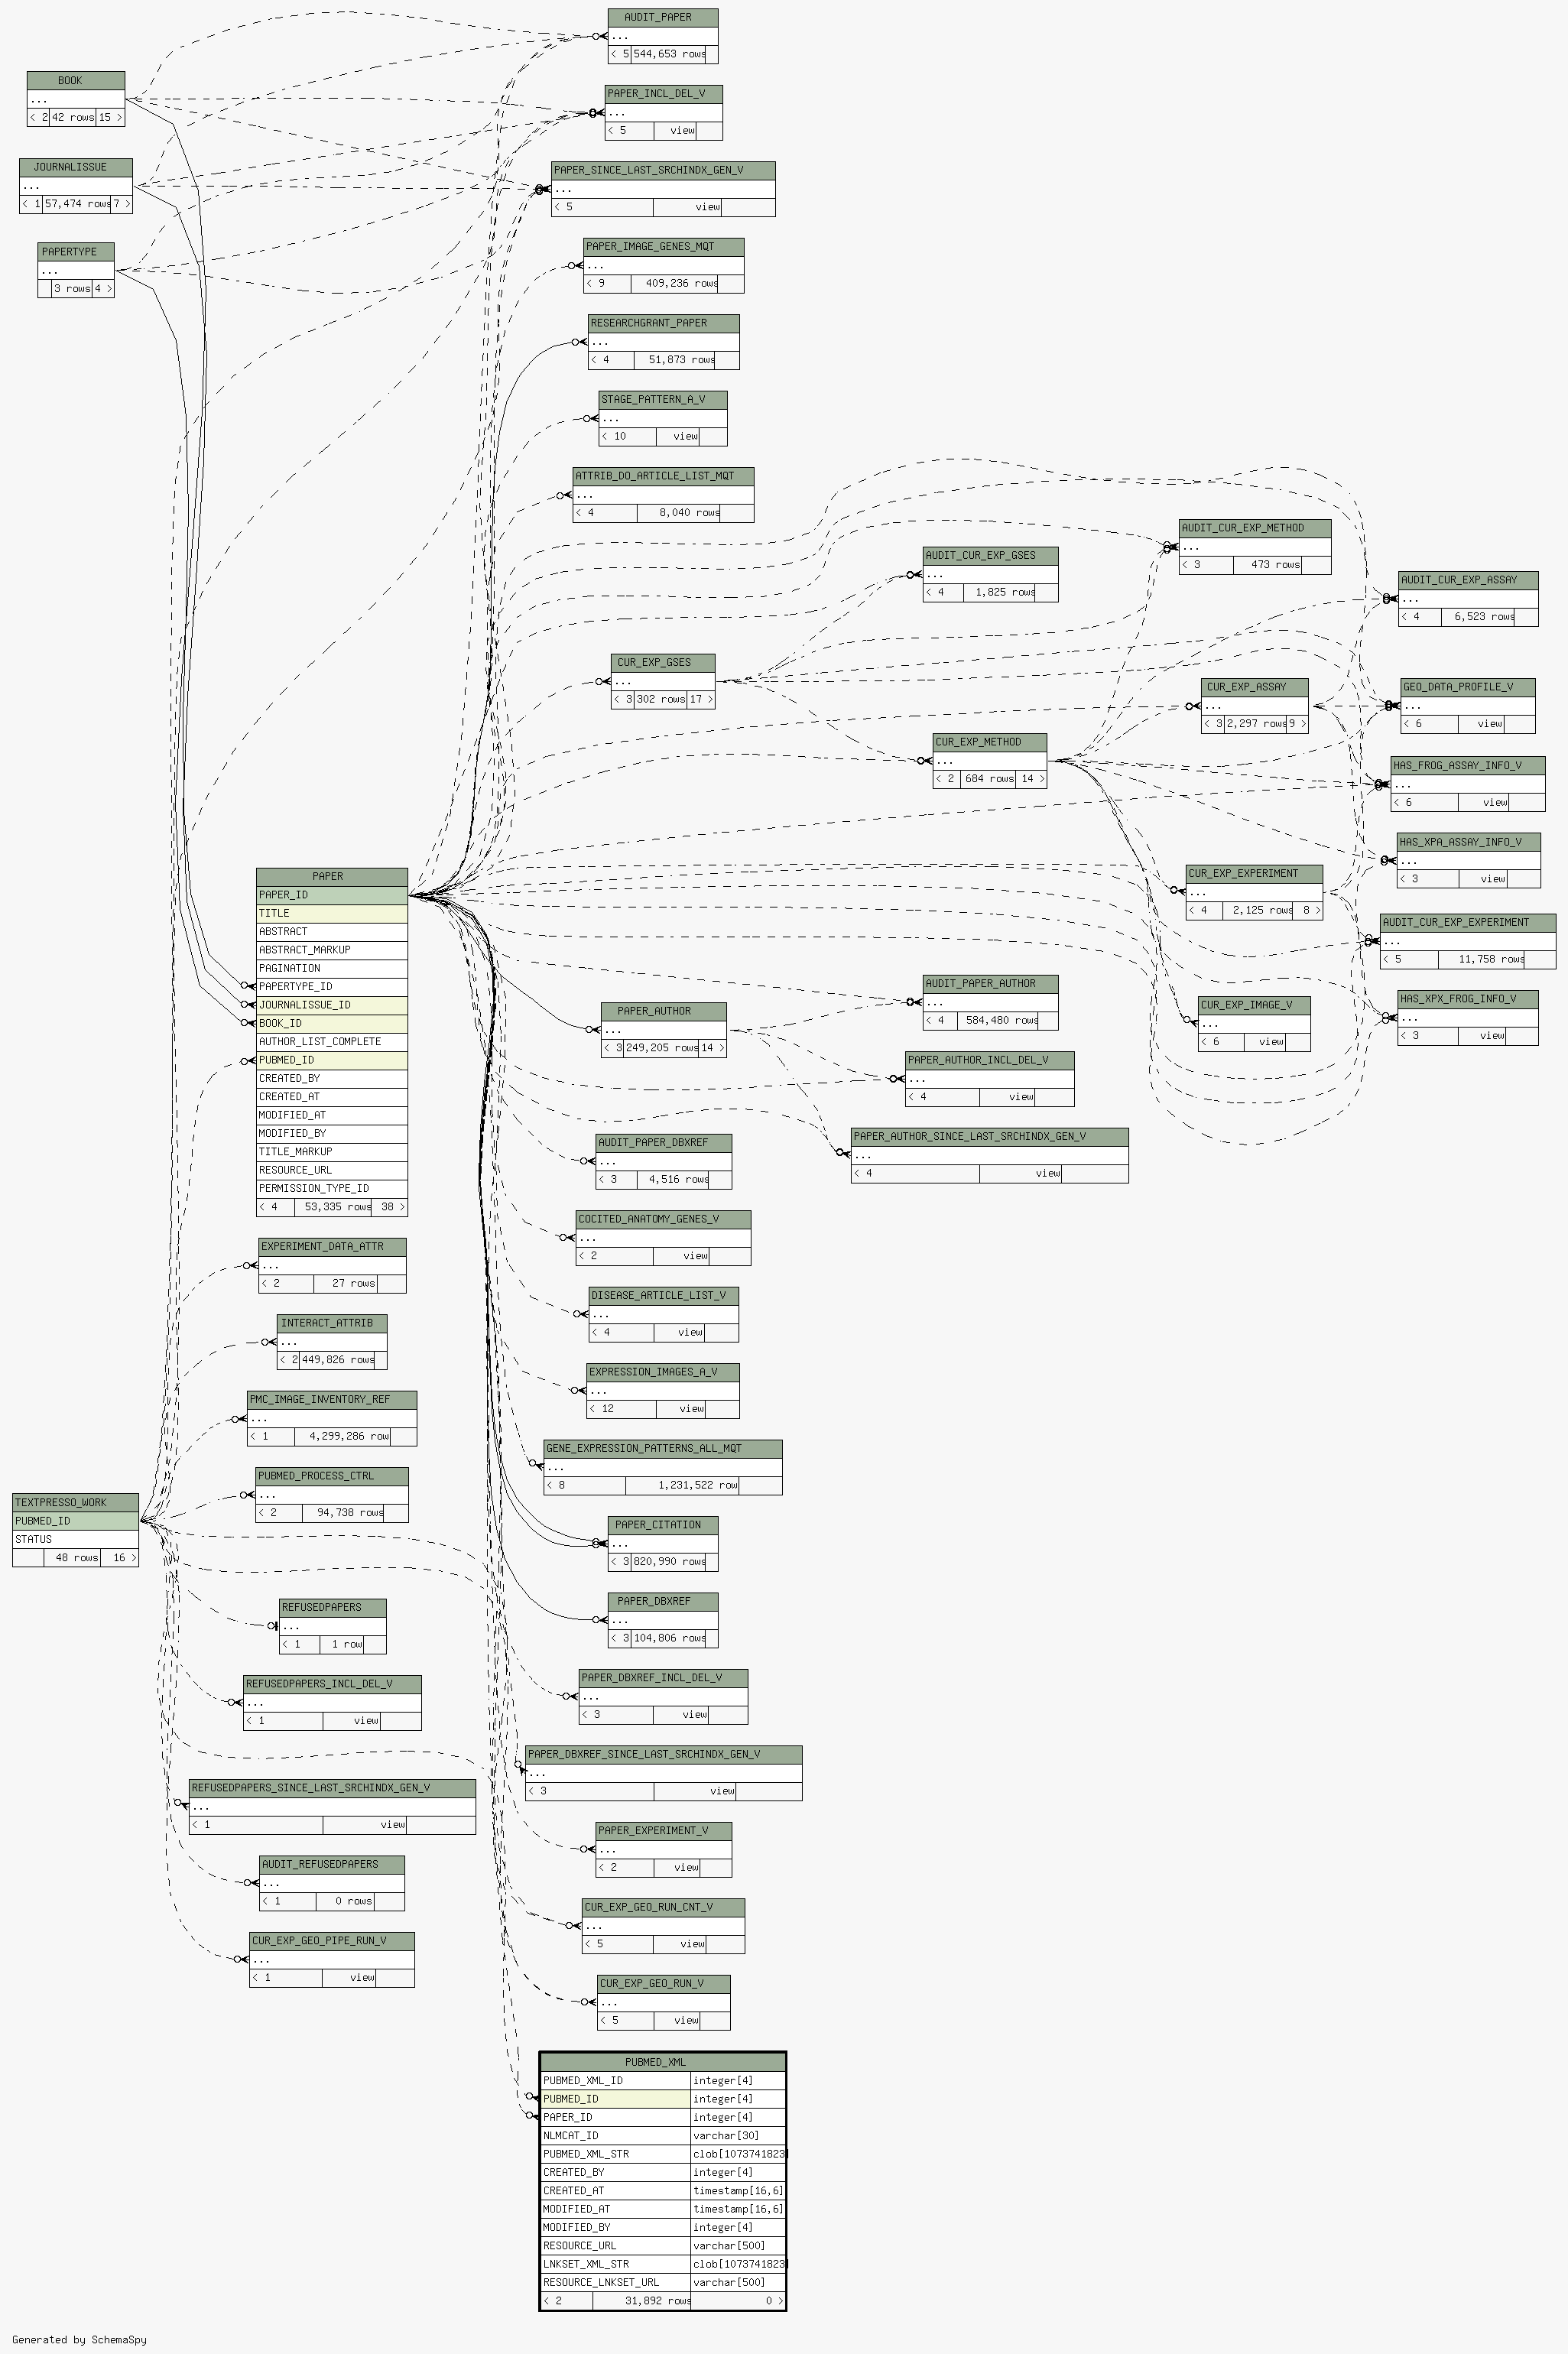 AUDIT_PAPER
...
< 5 544,653 rows
BOOK
...
< 2 42 rows 15 >
PAPER_INCL_DEL_V
...
< 5 view
JOURNALISSUE
...
< 1 57,474 rows 7 >
PAPER_SINCE_LAST_SRCHINDX_GEN_V
...
< 5 view
PAPERTYPE
...
3 rows 4 >
PAPER_IMAGE_GENES_MQT
...
< 9 409,236 rows
RESEARCHGRANT_PAPER
...
< 4 51,873 rows
STAGE_PATTERN_A_V
...
< 10 view
ATTRIB_DO_ARTICLE_LIST_MQT
...
< 4 8,040 rows
AUDIT_CUR_EXP_METHOD
...
< 3 473 rows
AUDIT_CUR_EXP_GSES
...
< 4 1,825 rows
AUDIT_CUR_EXP_ASSAY
...
< 4 6,523 rows
CUR_EXP_GSES
...
< 3 302 rows 17 >
CUR_EXP_ASSAY
...
< 3 2,297 rows 9 >
GEO_DATA_PROFILE_V
...
< 6 view
CUR_EXP_METHOD
...
< 2 684 rows 14 >
HAS_FROG_ASSAY_INFO_V
...
< 6 view
HAS_XPA_ASSAY_INFO_V
...
< 3 view
CUR_EXP_EXPERIMENT
...
< 4 2,125 rows 8 >
AUDIT_CUR_EXP_EXPERIMENT
...
< 5 11,758 rows
HAS_XPX_FROG_INFO_V
...
< 3 view
CUR_EXP_IMAGE_V
...
< 6 view
PAPER
PAPER_ID
TITLE
ABSTRACT
ABSTRACT_MARKUP
PAGINATION
PAPERTYPE_ID
JOURNALISSUE_ID
BOOK_ID
AUTHOR_LIST_COMPLETE
PUBMED_ID
CREATED_BY
CREATED_AT
MODIFIED_AT
MODIFIED_BY
TITLE_MARKUP
RESOURCE_URL
PERMISSION_TYPE_ID
< 4 53,335 rows 38 >
AUDIT_PAPER_AUTHOR
...
< 4 584,480 rows
PAPER_AUTHOR
...
< 3 249,205 rows 14 >
PAPER_AUTHOR_INCL_DEL_V
...
< 4 view
PAPER_AUTHOR_SINCE_LAST_SRCHINDX_GEN_V
...
< 4 view
AUDIT_PAPER_DBXREF
...
< 3 4,516 rows
COCITED_ANATOMY_GENES_V
...
< 2 view
EXPERIMENT_DATA_ATTR
...
< 2 27 rows
DISEASE_ARTICLE_LIST_V
...
< 4 view
INTERACT_ATTRIB
...
< 2 449,826 rows
EXPRESSION_IMAGES_A_V
...
< 12 view
PMC_IMAGE_INVENTORY_REF
...
< 1 4,299,286 row
GENE_EXPRESSION_PATTERNS_ALL_MQT
...
< 8 1,231,522 row
PUBMED_PROCESS_CTRL
...
< 2 94,738 rows
TEXTPRESSO_WORK
PUBMED_ID
STATUS
48 rows 16 >
PAPER_CITATION
...
< 3 820,990 rows
REFUSEDPAPERS
...
< 1 1 row
PAPER_DBXREF
...
< 3 104,806 rows
REFUSEDPAPERS_INCL_DEL_V
...
< 1 view
PAPER_DBXREF_INCL_DEL_V
...
< 3 view
PAPER_DBXREF_SINCE_LAST_SRCHINDX_GEN_V
...
< 3 view
REFUSEDPAPERS_SINCE_LAST_SRCHINDX_GEN_V
...
< 1 view
PAPER_EXPERIMENT_V
...
< 2 view
AUDIT_REFUSEDPAPERS
...
< 1 0 rows
CUR_EXP_GEO_RUN_CNT_V
...
< 5 view
CUR_EXP_GEO_PIPE_RUN_V
...
< 1 view
CUR_EXP_GEO_RUN_V
...
< 5 view
PUBMED_XML
PUBMED_XML_ID integer[4]
PUBMED_ID integer[4]
PAPER_ID integer[4]
NLMCAT_ID varchar[30]
PUBMED_XML_STR clob[1073741823]
CREATED_BY integer[4]
CREATED_AT timestamp[16,6]
MODIFIED_AT timestamp[16,6]
MODIFIED_BY integer[4]
RESOURCE_URL varchar[500]
LNKSET_XML_STR clob[1073741823]
RESOURCE_LNKSET_URL varchar[500]
< 2 31,892 rows 0 >
Generated by SchemaSpy